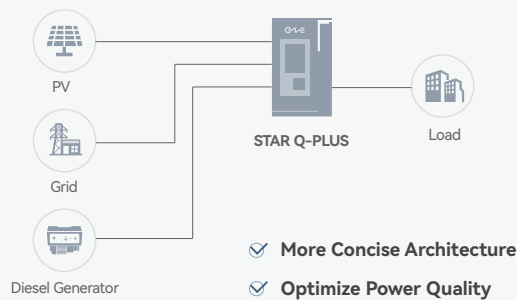 PV
STAR Q-PLUS
Load
Grid
More Concise Architecture
Diesel Generator
Optimize Power Quality